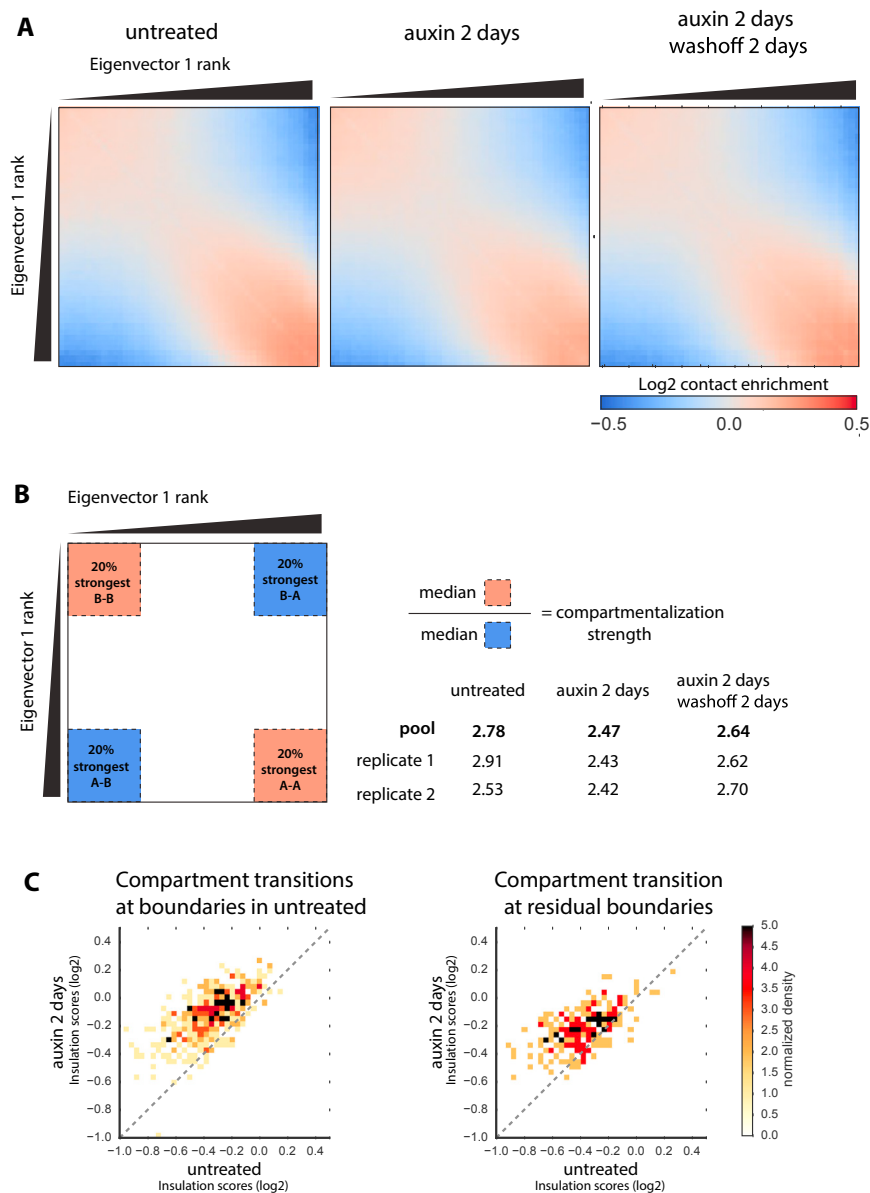 A
untreated
auxin 2 days
auxin 2 days
washoff 2 days
Eigenvector 1 rank
Eigenvector 1 rank
Log2 contact enrichment
−0.5
0.0
0.5
B
Eigenvector 1 rank
Eigenvector 1 rank
20%
strongest
B-B
20%
strongest
B-A
20%
strongest
A-B
20%
strongest
A-A
median
median
= compartmentalization
strength
untreated auxin 2 days auxin 2 days
washoff 2 days
pool 2.78 2.47 2.64
replicate 1 2.91 2.43 2.62
replicate 2 2.53 2.42 2.70
C
Compartment transitions
at boundaries in untreated
auxin 2 days
Insulation scores (log2)
0.4
0.2
0.0
−0.2
−0.4
−0.6
−0.8
−1.0
−1.0 −0.8 −0.6 −0.4 −0.2 0.0 0.2 0.4
untreated
Insulation scores (log2)
Compartment transition
at residual boundaries
auxin 2 days
Insulation scores (log2)
0.4
0.2
0.0
−0.2
−0.4
−0.6
−0.8
−1.0
−1.0 −0.8 −0.6 −0.4 −0.2 0.0 0.2 0.4
untreated
Insulation scores (log2)
5.0
4.5
4.0
3.5
3.0
2.5
2.0
1.5
1.0
0.5
0.0
normalized density